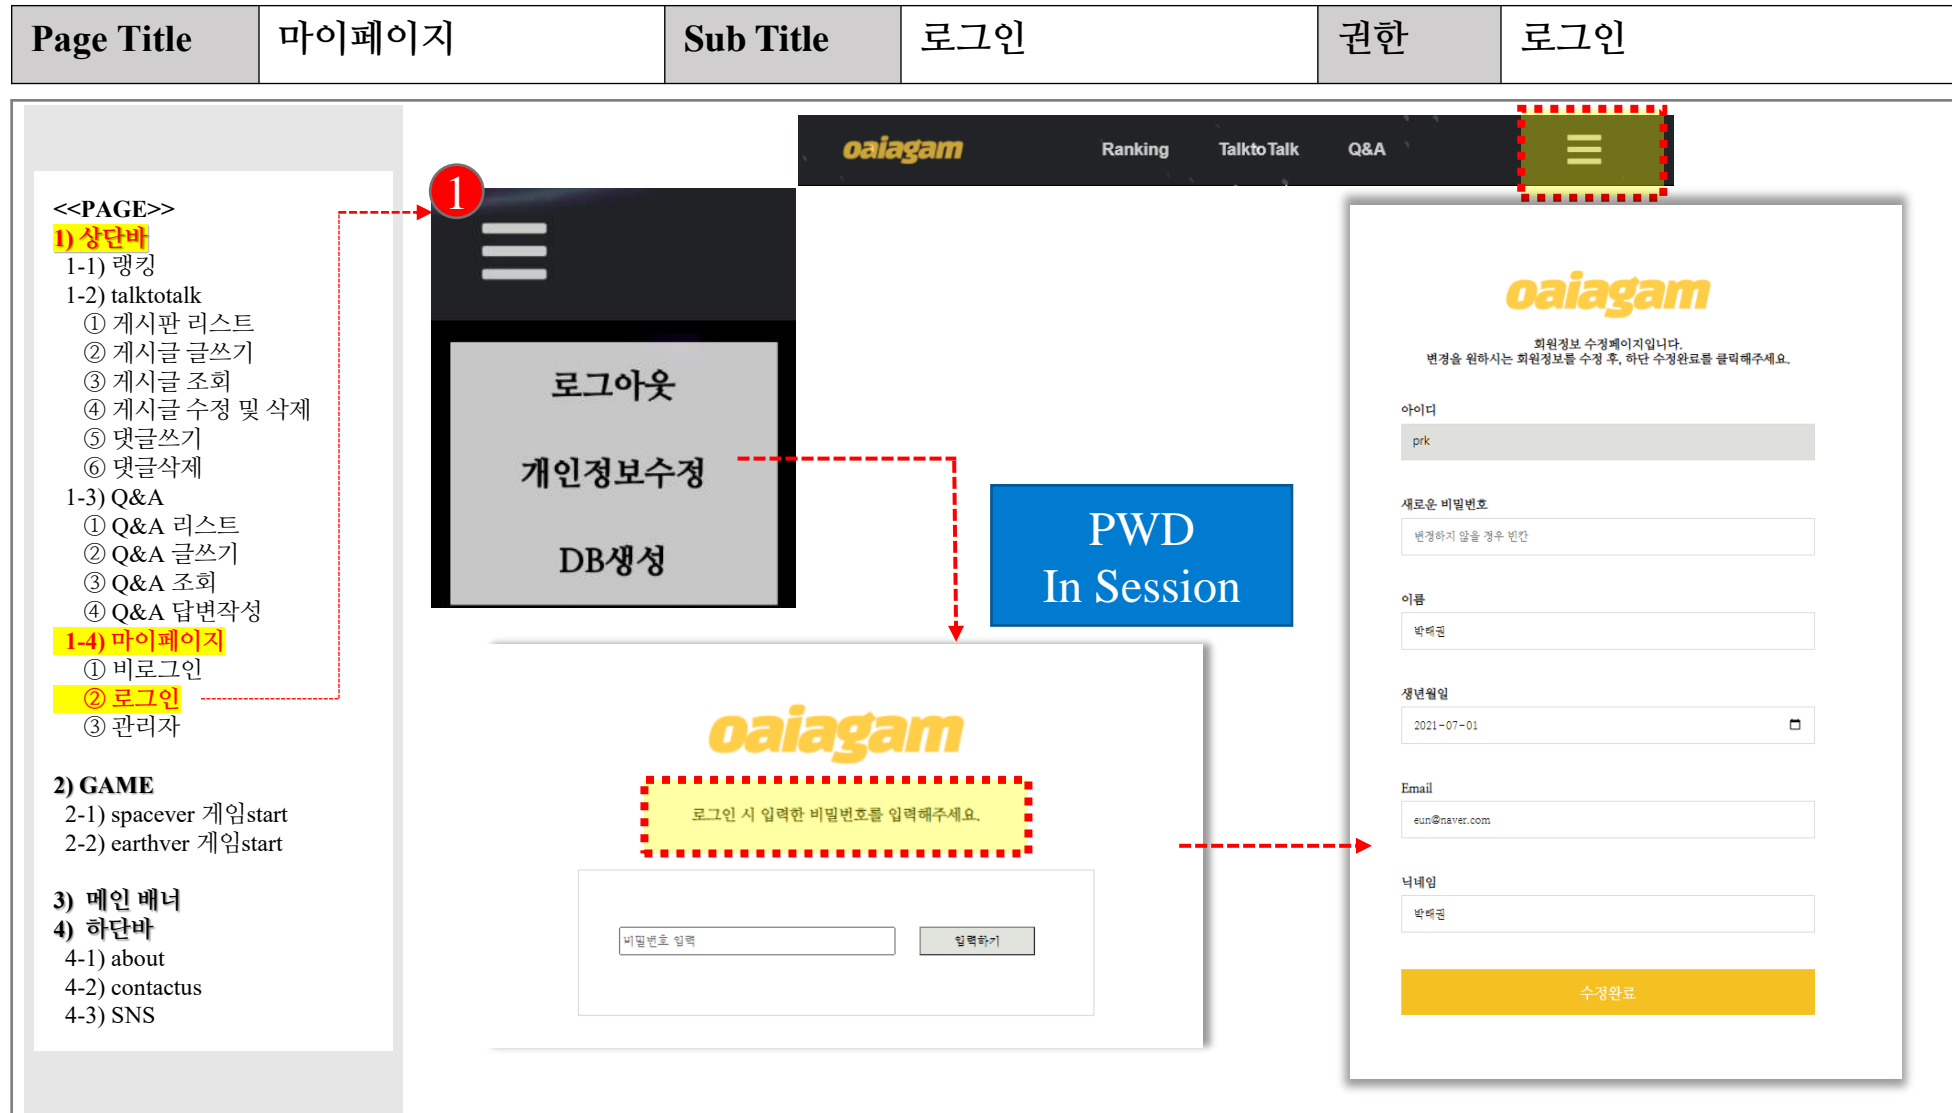 Page Title 마이페이지 Sub Title 로그인 권한 로그인
<<PAGE>>
1) 상단바
1-1) 랭킹
1-2) talktotalk
① 게시판 리스트
② 게시글 글쓰기
③ 게시글 조회
④ 게시글 수정 및 삭제
⑤ 댓글쓰기
⑥ 댓글삭제
1-3) Q&A
① Q&A 리스트
② Q&A 글쓰기
③ Q&A 조회
④ Q&A 답변작성
1-4) 마이페이지
① 비로그인
② 로그인
③ 관리자
2) GAME
2-1) spacever 게임start
2-2) earthver 게임start
3) 메인 배너
4) 하단바
4-1) about
4-2) contactus
4-3) SNS
oaiagam Ranking TalktoTalk Q&A
1
로그아웃
개인정보수정
DB생성
PWD
In Session
oaiagam
로그인 시 입력한 비밀번호를 입력해주세요.
비밀번호 입력 입력하기
oaiagam
회원정보 수정페이지입니다.
변경을 원하시는 회원정보를 수정 후, 하단 수정완료를 클릭해주세요.
아이디
prk
새로운 비밀번호
변경하지 않을 경우 빈칸
이름
박태권
생년월일
2021-07-01
Email
eun@naver.com
닉네임
박태권
수정완료